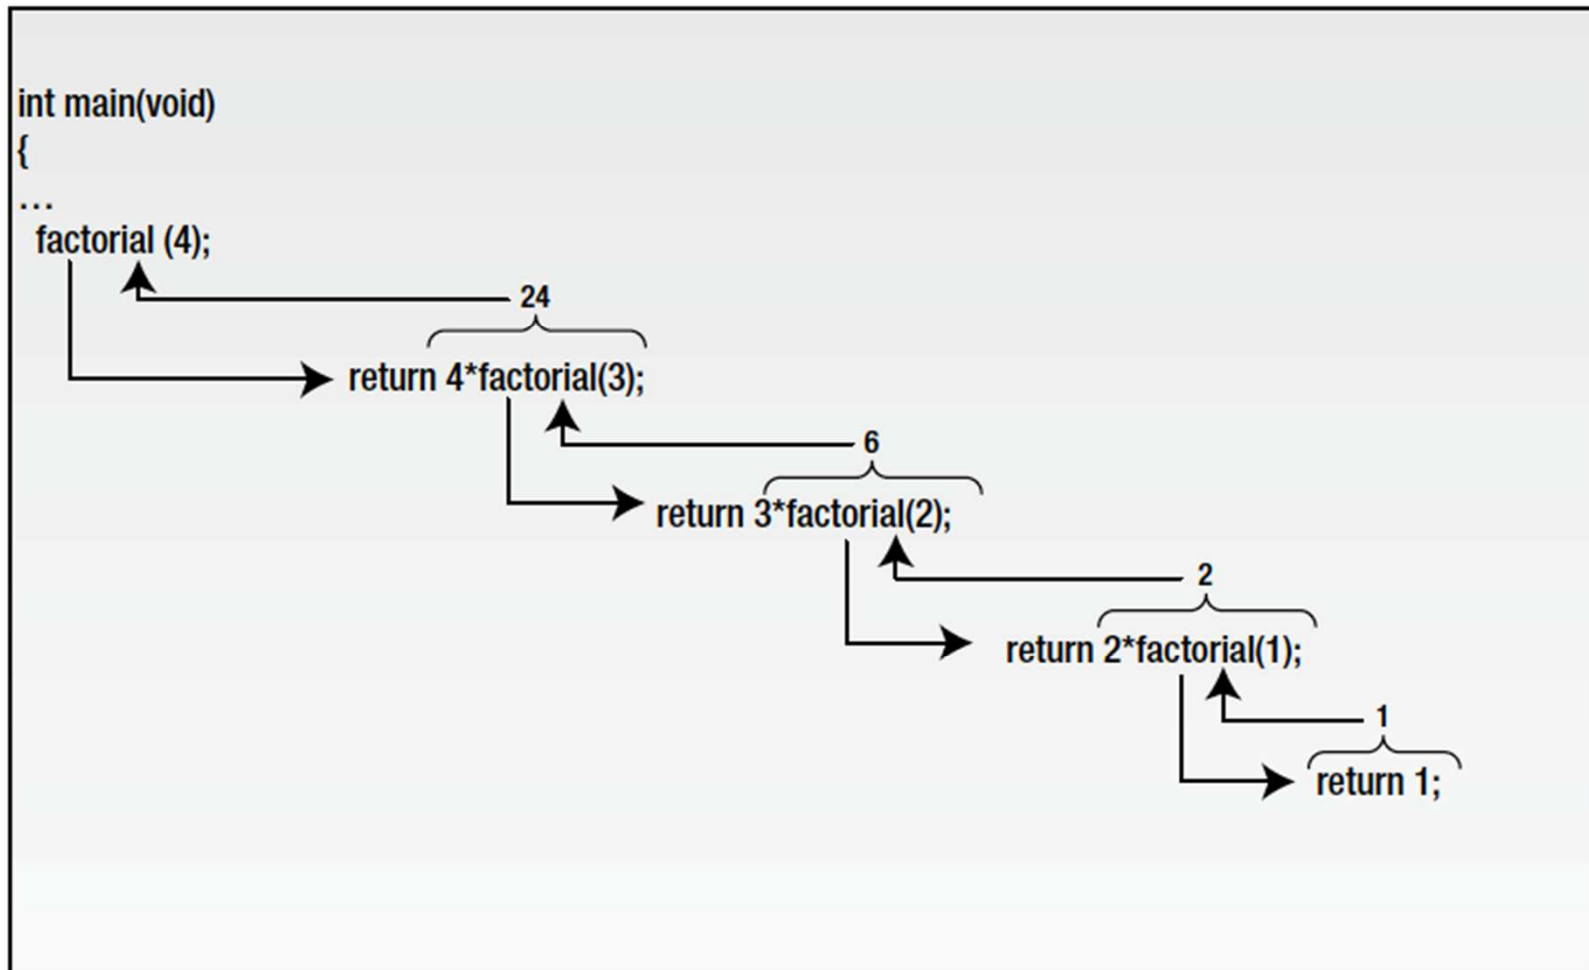 int main(void)
{
...
factorial (4);
24
return 4*factorial(3);
6
return 3*factorial(2);
2
return 2*factorial(1);
1
return 1;